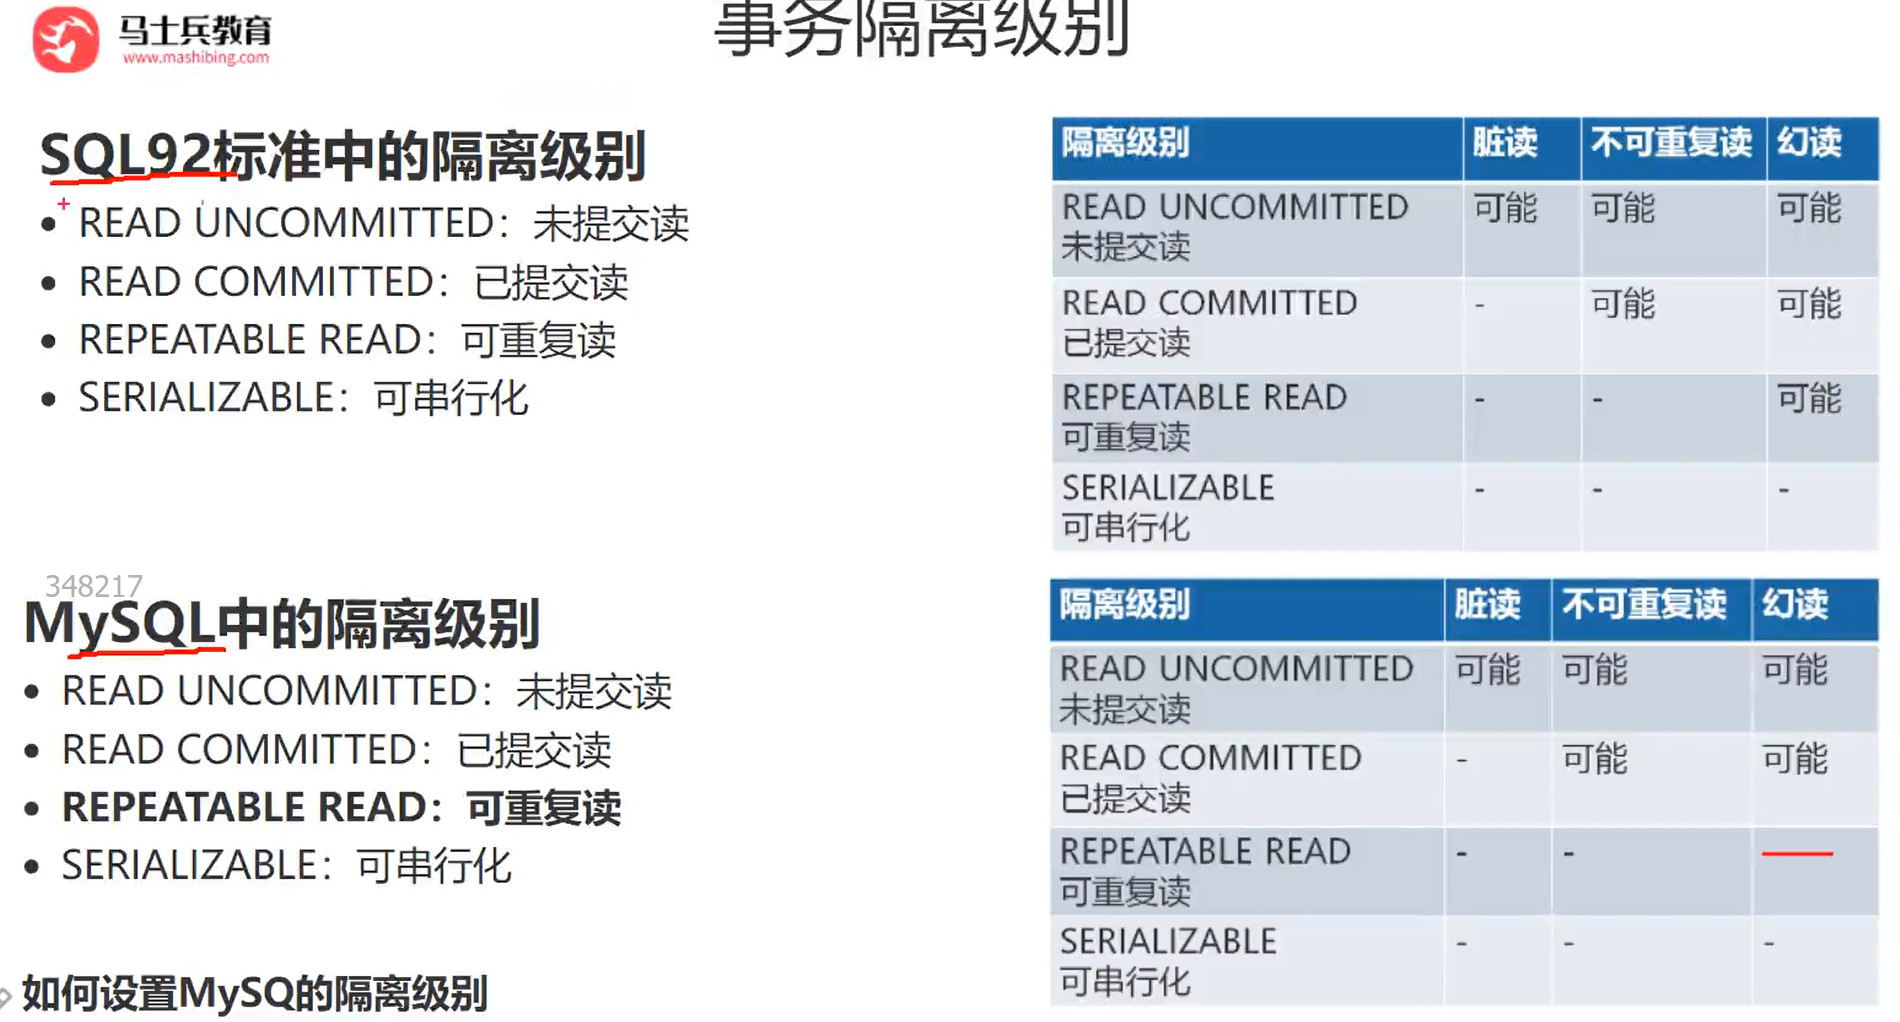 马士兵教育
www.mashibing.com
事务隔离级别
SQL92标准中的隔离级别
• READ UNCOMMITTED：未提交读
• READ COMMITTED：已提交读
• REPEATABLE READ：可重复读
• SERIALIZABLE：可串行化
隔离级别 脏读 不可重复读 幻读
READ UNCOMMITTED 可能 可能 可能
未提交读
READ COMMITTED - 可能 可能
已提交读
REPEATABLE READ - - 可能
可重复读
SERIALIZABLE - - -
可串行化
348217
MySQL中的隔离级别
• READ UNCOMMITTED：未提交读
• READ COMMITTED：已提交读
• REPEATABLE READ：可重复读
• SERIALIZABLE：可串行化
隔离级别 脏读 不可重复读 幻读
READ UNCOMMITTED 可能 可能 可能
未提交读
READ COMMITTED - 可能 可能
已提交读
REPEATABLE READ - -
可重复读
SERIALIZABLE - - -
可串行化
如何设置MySQ的隔离级别